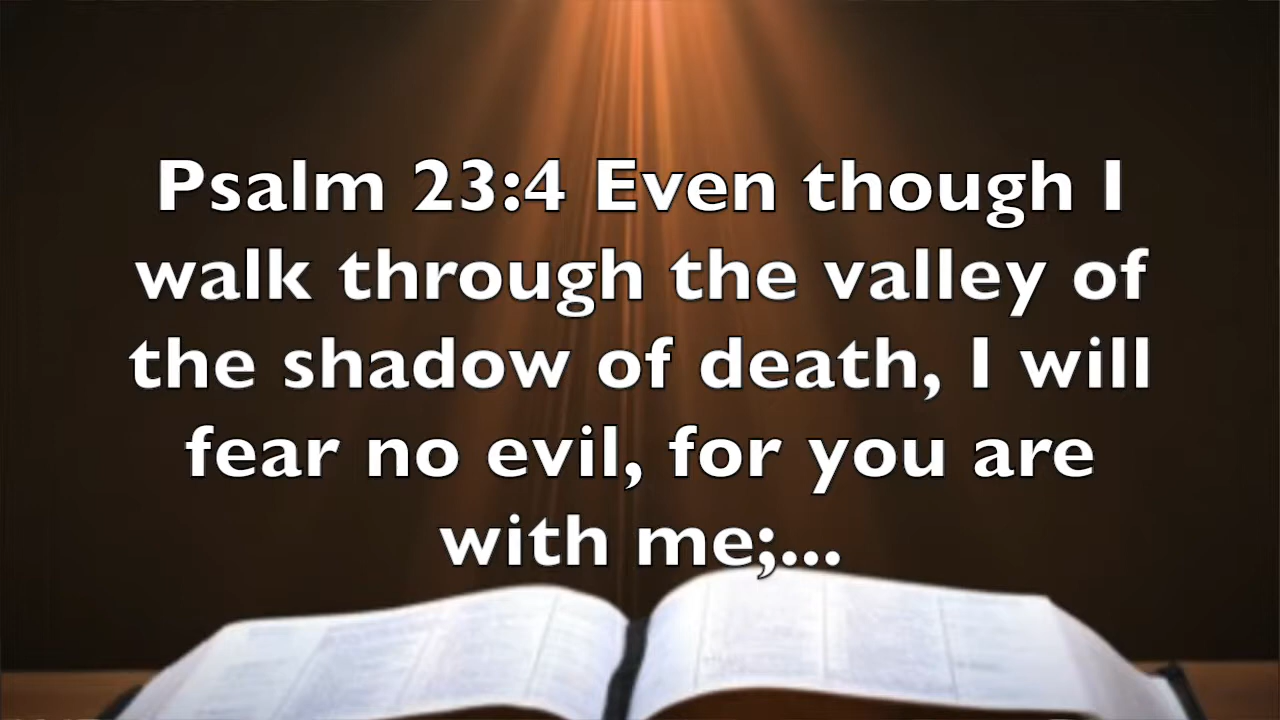 Psalm 23:4 Even though I
walk through the valley of
the shadow of death, I will
fear no evil, for you are
with me;...